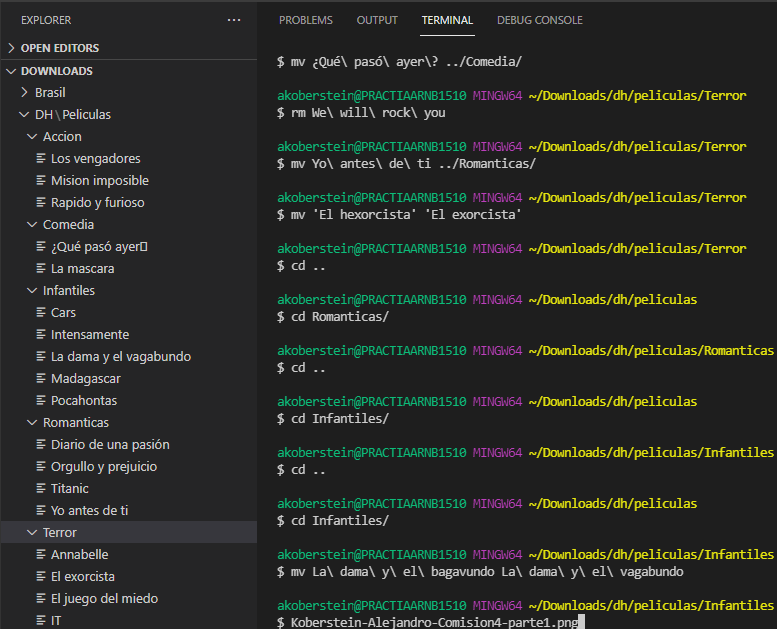 EXPLORER
···
OPEN EDITORS
DOWNLOADS
Brasil
DH \ Peliculas
Accion
Los vengadores
Mision imposible
Rapido y furioso
Comedia
¿Qué pasó ayer
La mascara
Infantiles
Cars
Intensamente
La dama y el vagabundo
Madagascar
Pocahontas
Romanticas
Diario de una pasión
Orgullo y prejuicio
Titanic
Yo antes de ti
Terror
Annabelle
El exorcista
El juego del miedo
IT
PROBLEMS OUTPUT TERMINAL DEBUG CONSOLE
$ mv ¿Qué\ pasó\ ayer\? ../Comedia/
akoberstein@PRACTIAARNB1510 MINGW64 ~/Downloads/dh/peliculas/Terror
$ rm We\ will\ rock\ you
akoberstein@PRACTIAARNB1510 MINGW64 ~/Downloads/dh/peliculas/Terror
$ mv Yo\ antes\ de\ ti ../Romanticas/
akoberstein@PRACTIAARNB1510 MINGW64 ~/Downloads/dh/peliculas/Terror
$ mv 'El hexorcista' 'El exorcista'
akoberstein@PRACTIAARNB1510 MINGW64 ~/Downloads/dh/peliculas/Terror
$ cd ..
akoberstein@PRACTIAARNB1510 MINGW64 ~/Downloads/dh/peliculas
$ cd Romanticas/
akoberstein@PRACTIAARNB1510 MINGW64 ~/Downloads/dh/peliculas/Romanticas
$ cd ..
akoberstein@PRACTIAARNB1510 MINGW64 ~/Downloads/dh/peliculas
$ cd Infantiles/
akoberstein@PRACTIAARNB1510 MINGW64 ~/Downloads/dh/peliculas/Infantiles
$ cd ..
akoberstein@PRACTIAARNB1510 MINGW64 ~/Downloads/dh/peliculas
$ cd Infantiles/
akoberstein@PRACTIAARNB1510 MINGW64 ~/Downloads/dh/peliculas/Infantiles
$ mv La\ dama\ y\ el\ bagavundo La\ dama\ y\ el\ vagabundo
akoberstein@PRACTIAARNB1510 MINGW64 ~/Downloads/dh/peliculas/Infantiles
$ Koberstein-Alejandro-Comision4-parte1.png